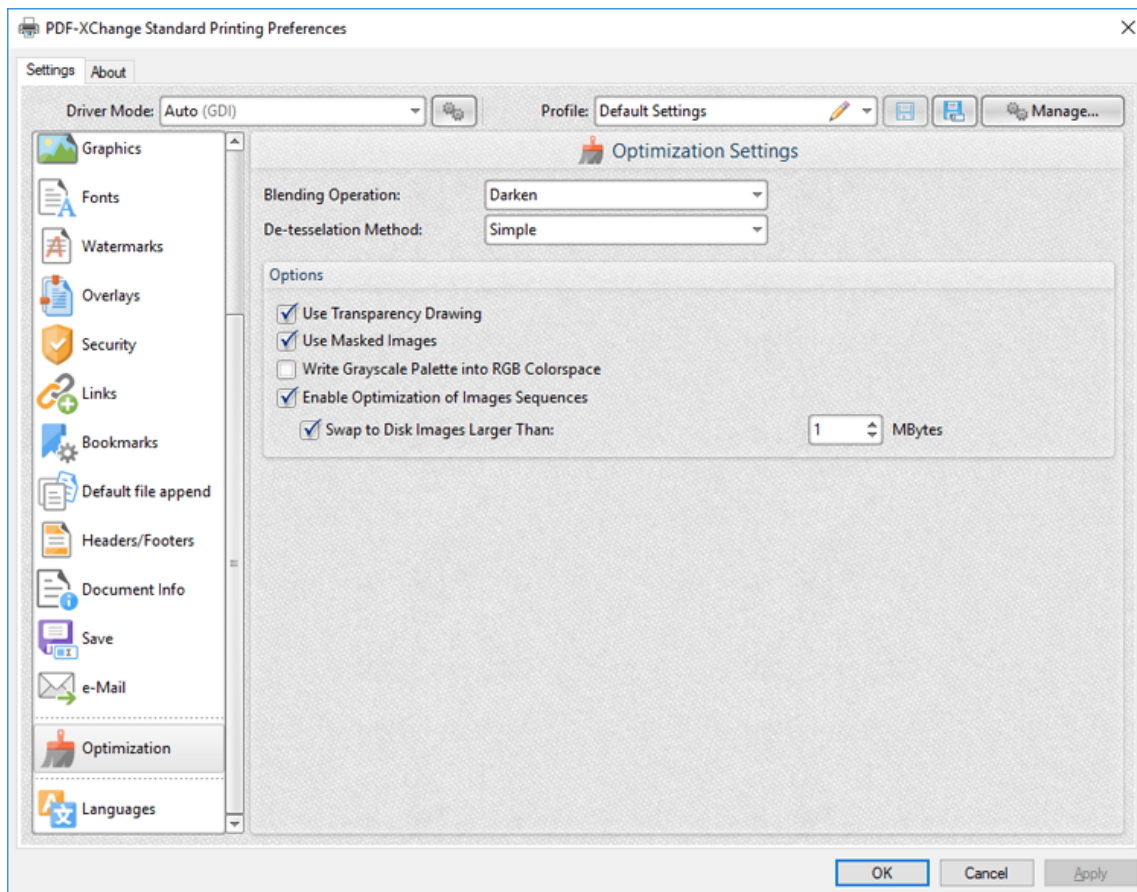 PDF-XChange Standard Printing Preferences
Settings About
Driver Mode: Auto (GDI) Profile: Default Settings Manage...
Graphics
Fonts
Watermarks
Overlays
Security
Links
Bookmarks
Default file append
Headers/Footers
Document Info
Save
e-Mail
Optimization
Languages
Optimization Settings
Blending Operation: Darken
De-tesselation Method: Simple
Options
Use Transparency Drawing
Use Masked Images
Write Grayscale Palette into RGB Colorspace
Enable Optimization of Images Sequences
Swap to Disk Images Larger Than: 1 MBytes
OK Cancel Apply